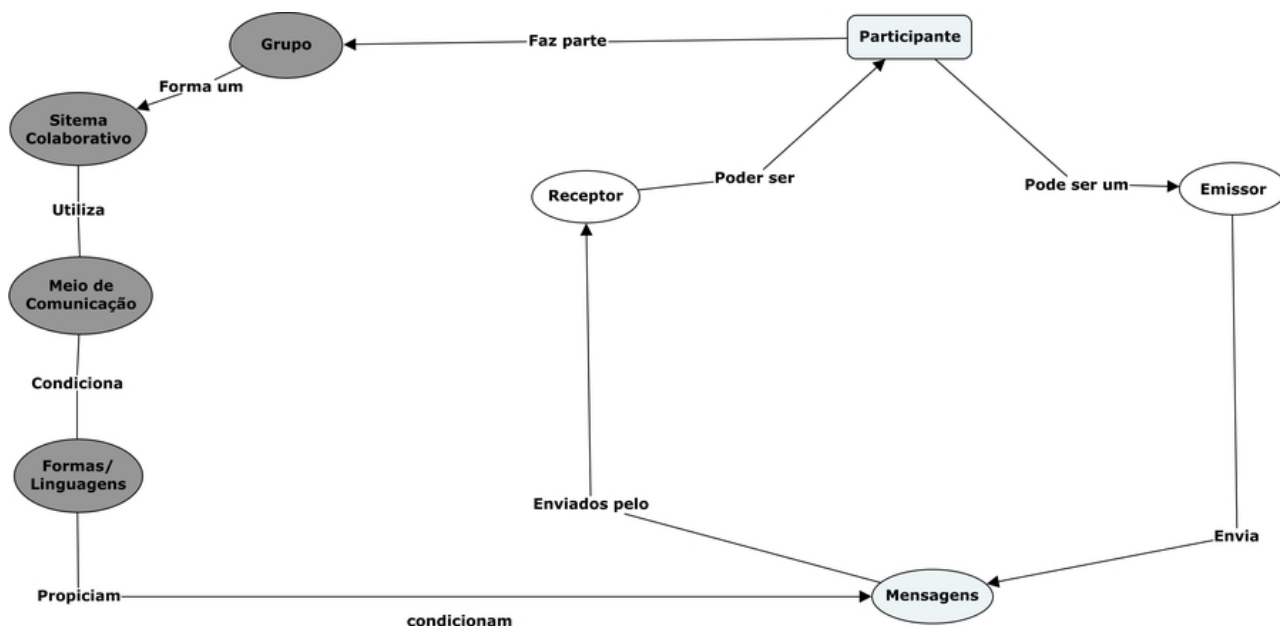 Grupo
Faz parte
Participante
Forma um
Sitema
Colaborativo
Poder ser
Pode ser um
Receptor
Emissor
Utiliza
Meio de
Comunicação
Condiciona
Formas/
Linguagens
Enviados pelo
Envia
Propiciam
Mensagens
condicionam